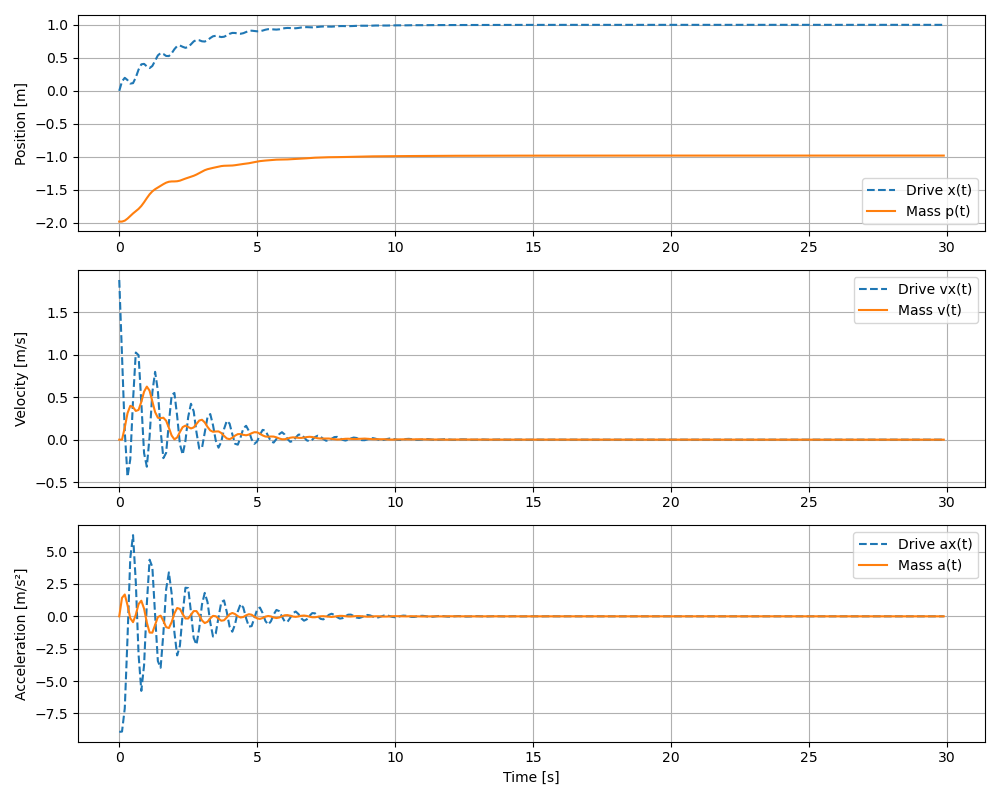 1.0
0.5
0.0
−0.5
−1.0
−1.5
−2.0
Position [m]
Drive x(t)
Mass p(t)
0 5 10 15 20 25 30
1.5
1.0
0.5
0.0
−0.5
Velocity [m/s]
Drive vx(t)
Mass v(t)
0 5 10 15 20 25 30
5.0
2.5
0.0
−2.5
−5.0
−7.5
Acceleration [m/s²]
Drive ax(t)
Mass a(t)
0 5 10 15 20 25 30
Time [s]